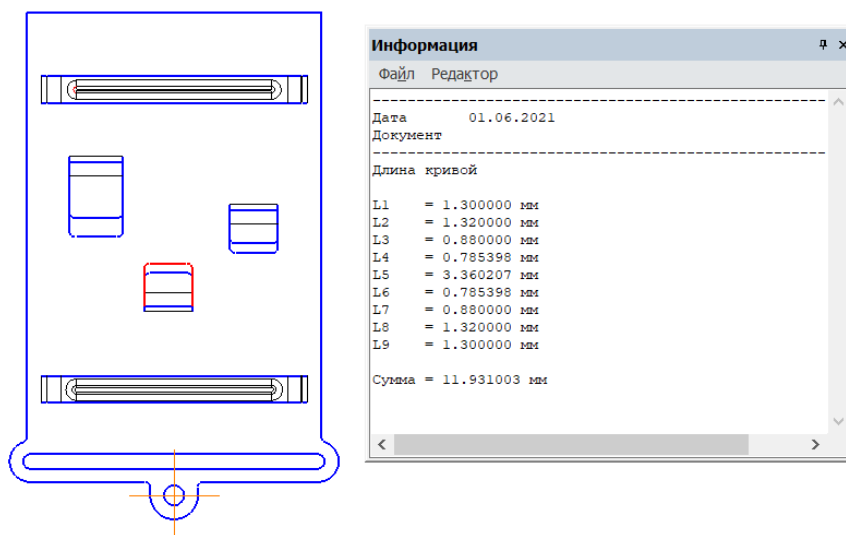 Информация
Файл Редактор
Дата 01.06.2021
Документ
Длина кривой
L1 = 1.300000 мм
L2 = 1.320000 мм
L3 = 0.880000 мм
L4 = 0.785398 мм
L5 = 3.360207 мм
L6 = 0.785398 мм
L7 = 0.880000 мм
L8 = 1.320000 мм
L9 = 1.300000 мм
Сумма = 11.931003 мм